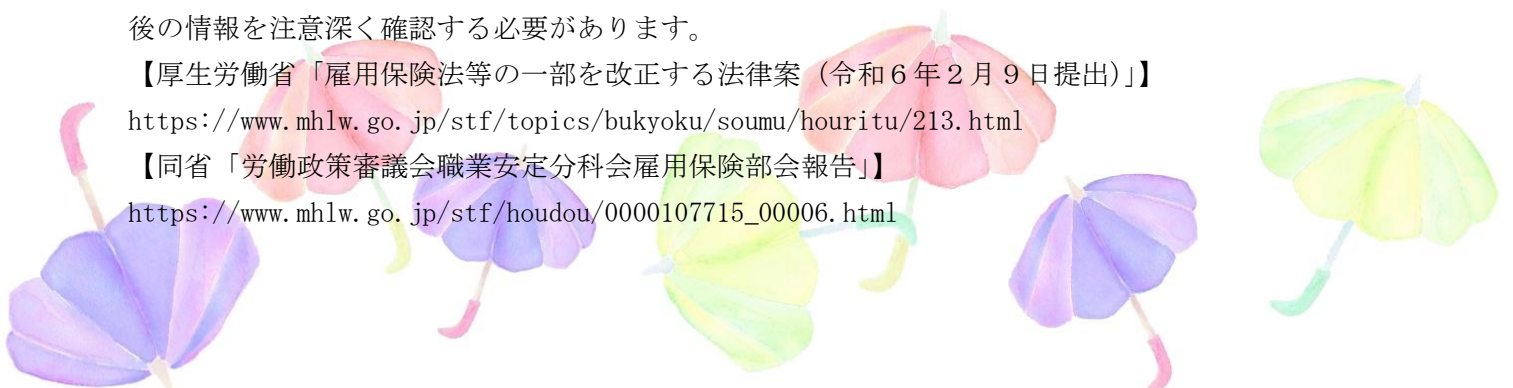 後の情報を注意深く確認する必要があります。
【厚生労働省「雇用保険法等の一部を改正する法律案（令和６年２月９日提出）」】
https://www.mhlw.go.jp/stf/topics/bukyoku/soumu/houritu/213.html
【同省「労働政策審議会職業安定分科会雇用保険部会報告」】
https://www.mhlw.go.jp/stf/houdou/0000107715_00006.html